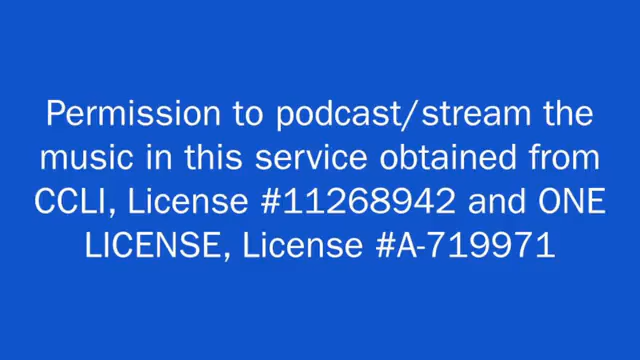 Permission to podcast/stream the
music in this service obtained from
CCLI, License #11268942 and ONE
LICENSE, License #A-719971